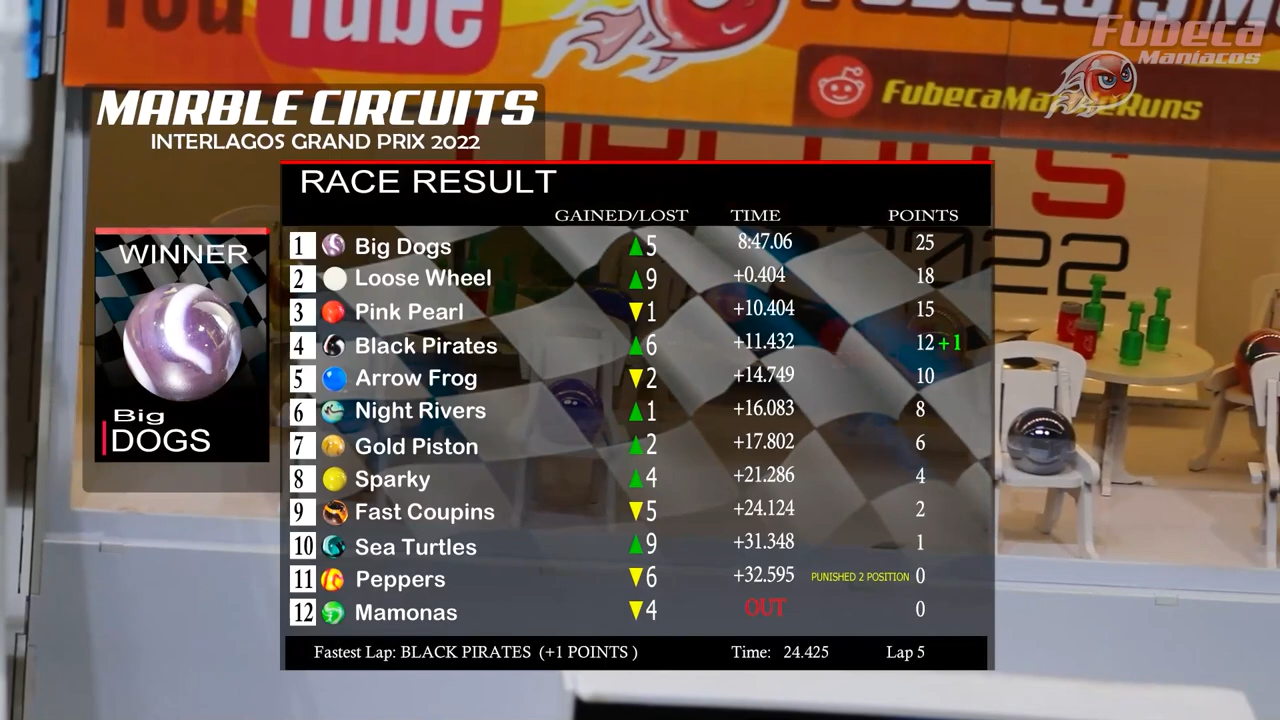 You Tube
Fubeca's M
Fubeca
Maníacos
FubecaMarbleRuns
MARBLE CIRCUITS
INTERLAGOS GRAND PRIX 2022
RACE RESULT
GAINED/LOST TIME POINTS
WINNER
Big
DOGS
1 Big Dogs ▲5 8:47.06 25
2 Loose Wheel ▲9 +0.404 18
3 Pink Pearl ▼1 +10.404 15
4 Black Pirates ▲6 +11.432 12 +1
5 Arrow Frog ▼2 +14.749 10
6 Night Rivers ▲1 +16.083 8
7 Gold Piston ▲2 +17.802 6
8 Sparky ▲4 +21.286 4
9 Fast Coupins ▼5 +24.124 2
10 Sea Turtles ▲9 +31.348 1
11 Peppers ▼6 +32.595 PUNISHED 2 POSITION 0
12 Mamonas ▼4 OUT 0
Fastest Lap: BLACK PIRATES (+1 POINTS ) Time: 24.425 Lap 5